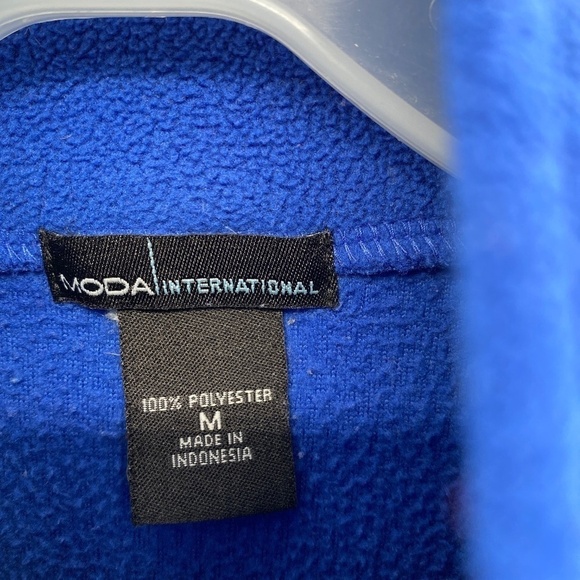 MODA INTERNATIONAL
100% POLYESTER
M
MADE IN
INDONESIA